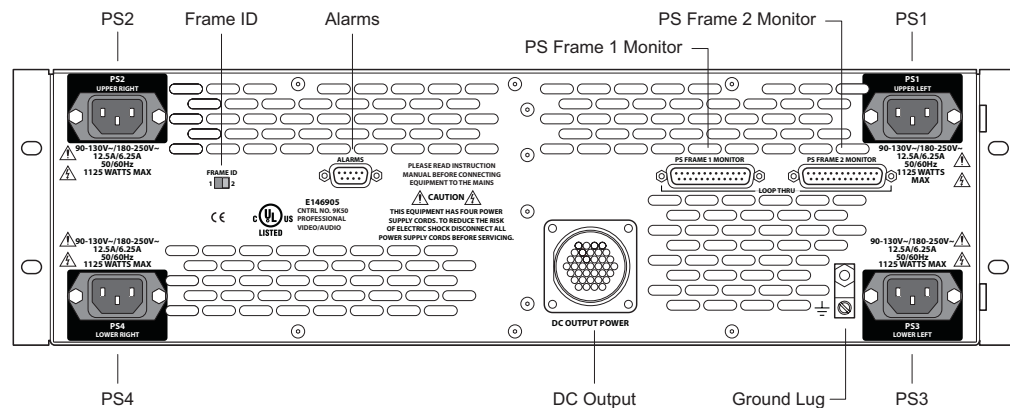 PS2
Frame ID
Alarms
PS Frame 1 Monitor
PS Frame 2 Monitor
PS1
PS2
UPPER RIGHT
90-130V~/180-250V~
12.5A/6.25A
50/60Hz
1125 WATTS
MAX
FRAME ID
1 2
ALARMS
PLEASE READ INSTRUCTION
MANUAL BEFORE CONNECTING
EQUIPMENT TO THE MAINS
CAUTION
THIS EQUIPMENT HAS FOUR POWER
SUPPLY CORDS. TO REDUCE THE RISK
OF ELECTRIC SHOCK DISCONNECT ALL
POWER SUPPLY CORDS BEFORE SERVICING.
CE
C UL US
LISTED
E146905
CNTRL NO. 9K50
PROFESSIONAL
VIDEO/AUDIO
PS FRAME 1 MONITOR
PS FRAME 2 MONITOR
LOOP THRU
PS1
UPPER LEFT
90-130V~/180-250V~
12.5A/6.25A
50/60Hz
1125 WATTS
MAX
90-130V~/180-250V~
12.5A/6.25A
50/60Hz
1125 WATTS MAX
PS4
LOWER RIGHT
DC OUTPUT POWER
90-130V~/180-250V~
12.5A/6.25A
50/60Hz
1125 WATTS MAX
PS3
LOWER LEFT
PS4
DC Output
Ground Lug
PS3